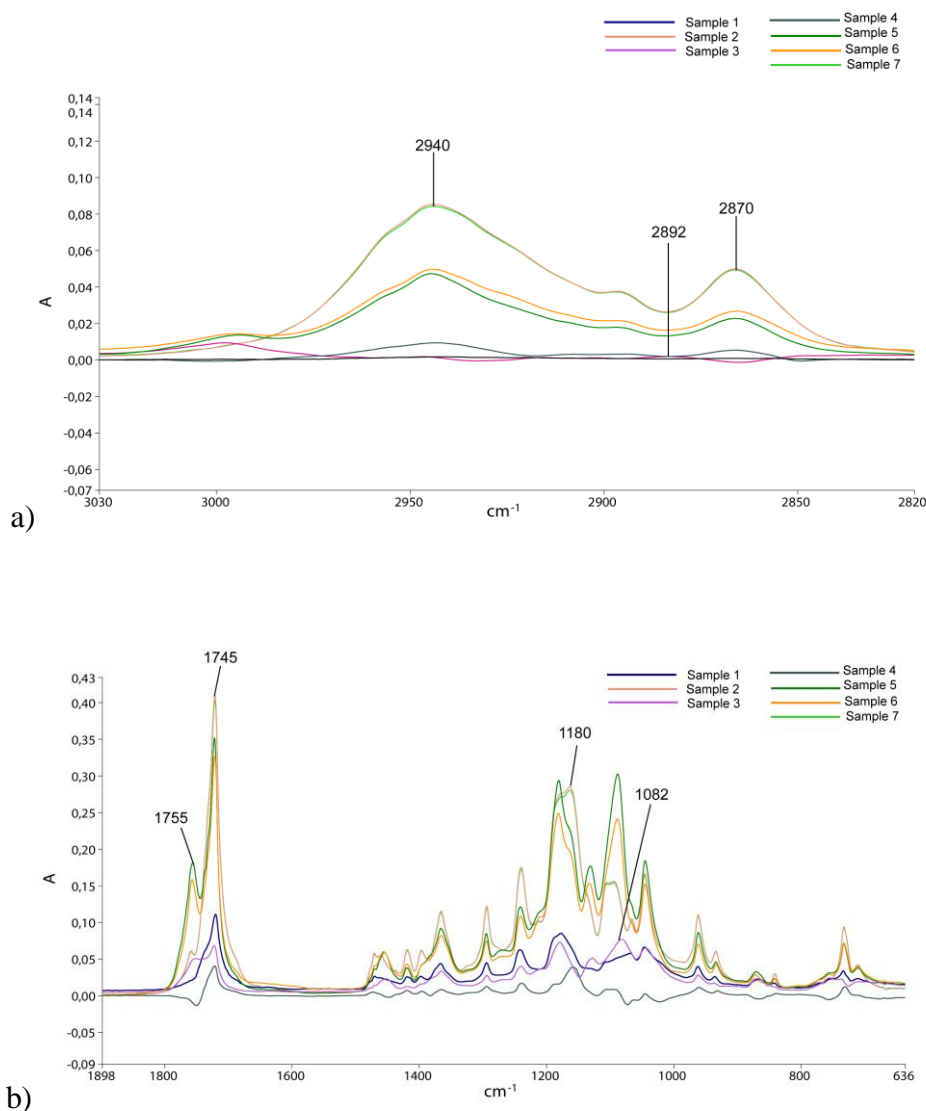 Sample 1
Sample 2
Sample 3
Sample 4
Sample 5
Sample 6
Sample 7
0,14
0,14
0,12
0,10
0,08
0,06
0,04
0,02
0,00
-0,02
-0,04
-0,06
-0,07
A
2940
2892
2870
3030
3000
2950
2900
2850
2820
cm-1
a)
1745
1755
1180
1082
Sample 1
Sample 2
Sample 3
Sample 4
Sample 5
Sample 6
Sample 7
0,43
0,40
0,35
0,30
0,25
0,20
0,15
0,10
0,05
0,00
-0,05
-0,09
A
1898
1800
1600
1400
1200
1000
800
636
cm-1
b)